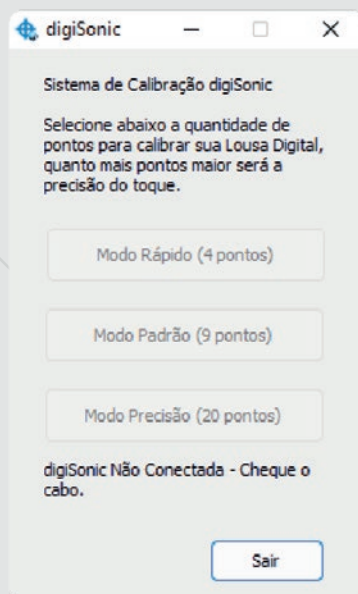 digiSonic
Sistema de Calibração digiSonic
Selecione abaixo a quantidade de
pontos para calibrar sua Lousa Digital,
quanto mais pontos maior será a
precisão do toque.
Modo Rápido (4 pontos)
Modo Padrão (9 pontos)
Modo Precisão (20 pontos)
digiSonic Não Conectada - Cheque o
cabo.
Sair